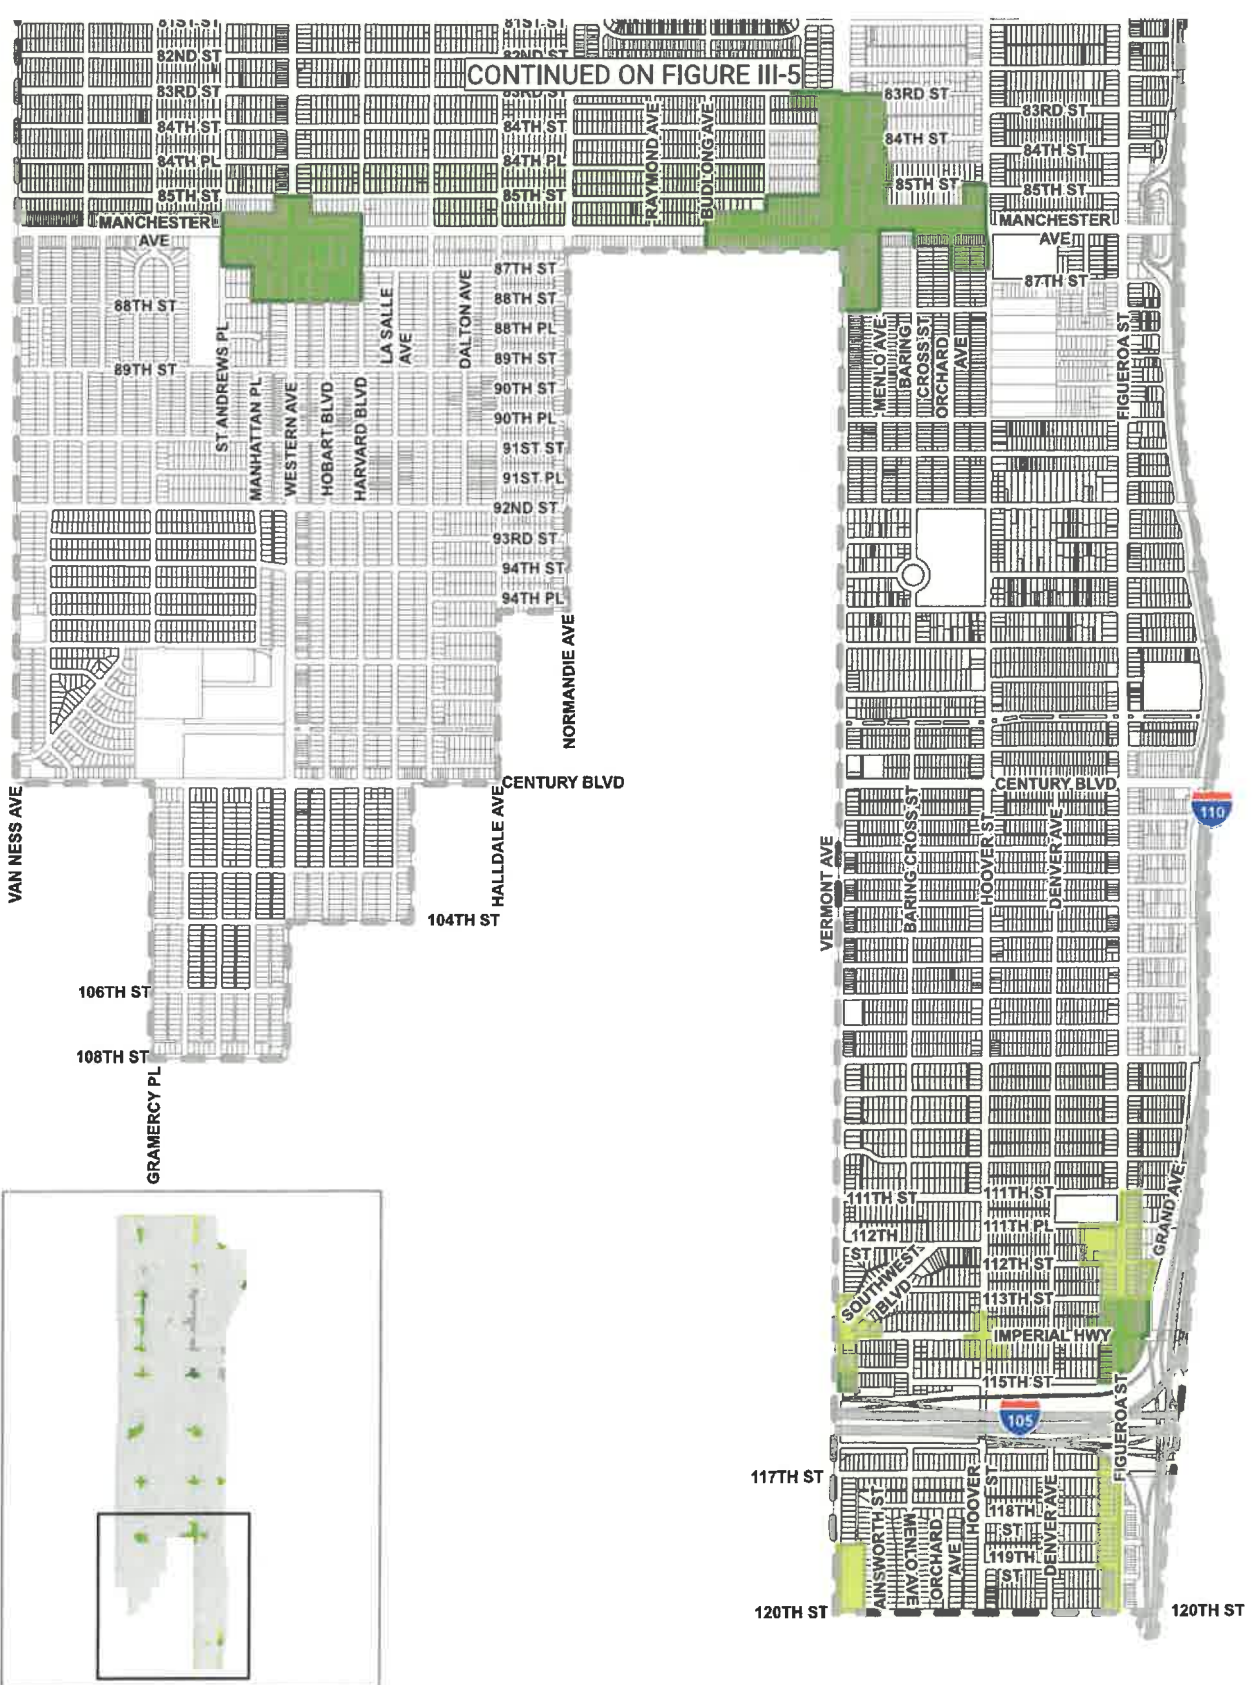 81ST ST
81ST ST
82ND ST
82ND ST
CONTINUED ON FIGURE III-5
83RD ST
83RD ST
83RD ST
83RD ST
84TH ST
84TH ST
84TH ST
84TH ST
84TH PL
84TH PL
85TH ST
85TH ST
85TH ST
85TH ST
RAYMOND AVE
BUDLONG AVE
MANCHESTER
AVE
MANCHESTER
AVE
87TH ST
87TH ST
88TH ST
88TH ST
88TH PL
89TH ST
89TH ST
90TH ST
90TH PL
91ST ST
91ST PL
92ND ST
93RD ST
94TH ST
94TH PL
ST ANDREWS PL
MANHATTAN PL
WESTERN AVE
HOBART BLVD
HARVARD BLVD
LA SALLE
AVE
DALTON AVE
MENLO AVE
BARING
CROSS ST
ORCHARD
AVE
FIGUEROA ST
NORMANDIE AVE
CENTURY BLVD
CENTURY BLVD
VAN NESS AVE
HALLDALE AVE
110
VERMONT AVE
BARING CROSS ST
HOOVER ST
DENVER AVE
104TH ST
106TH ST
108TH ST
GRAMERCY PL
111TH ST
111TH ST
111TH PL
112TH
ST
112TH ST
SOUTHWEST
BLVD
113TH ST
GRAND AVE
IMPERIAL HWY
115TH ST
105
FIGUEROA ST
117TH ST
AINSWORTH ST
MENLO AVE
ORCHARD
AVE
HOOVER
ST
118TH
ST
119TH
ST
DENVER AVE
120TH ST
120TH ST